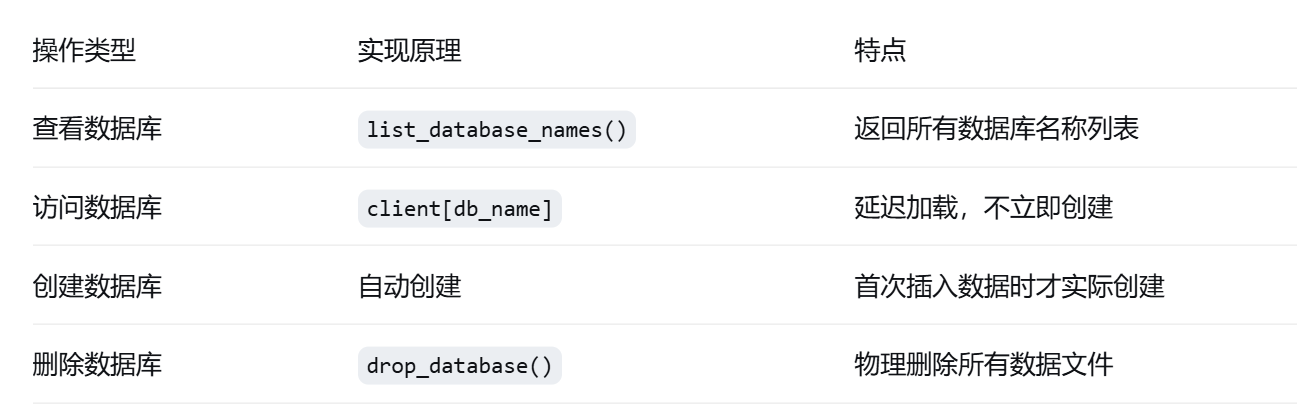 操作类型 实现原理 特点
查看数据库 list_database_names() 返回所有数据库名称列表
访问数据库 client[db_name] 延迟加载，不立即创建
创建数据库 自动创建 首次插入数据时才实际创建
删除数据库 drop_database() 物理删除所有数据文件